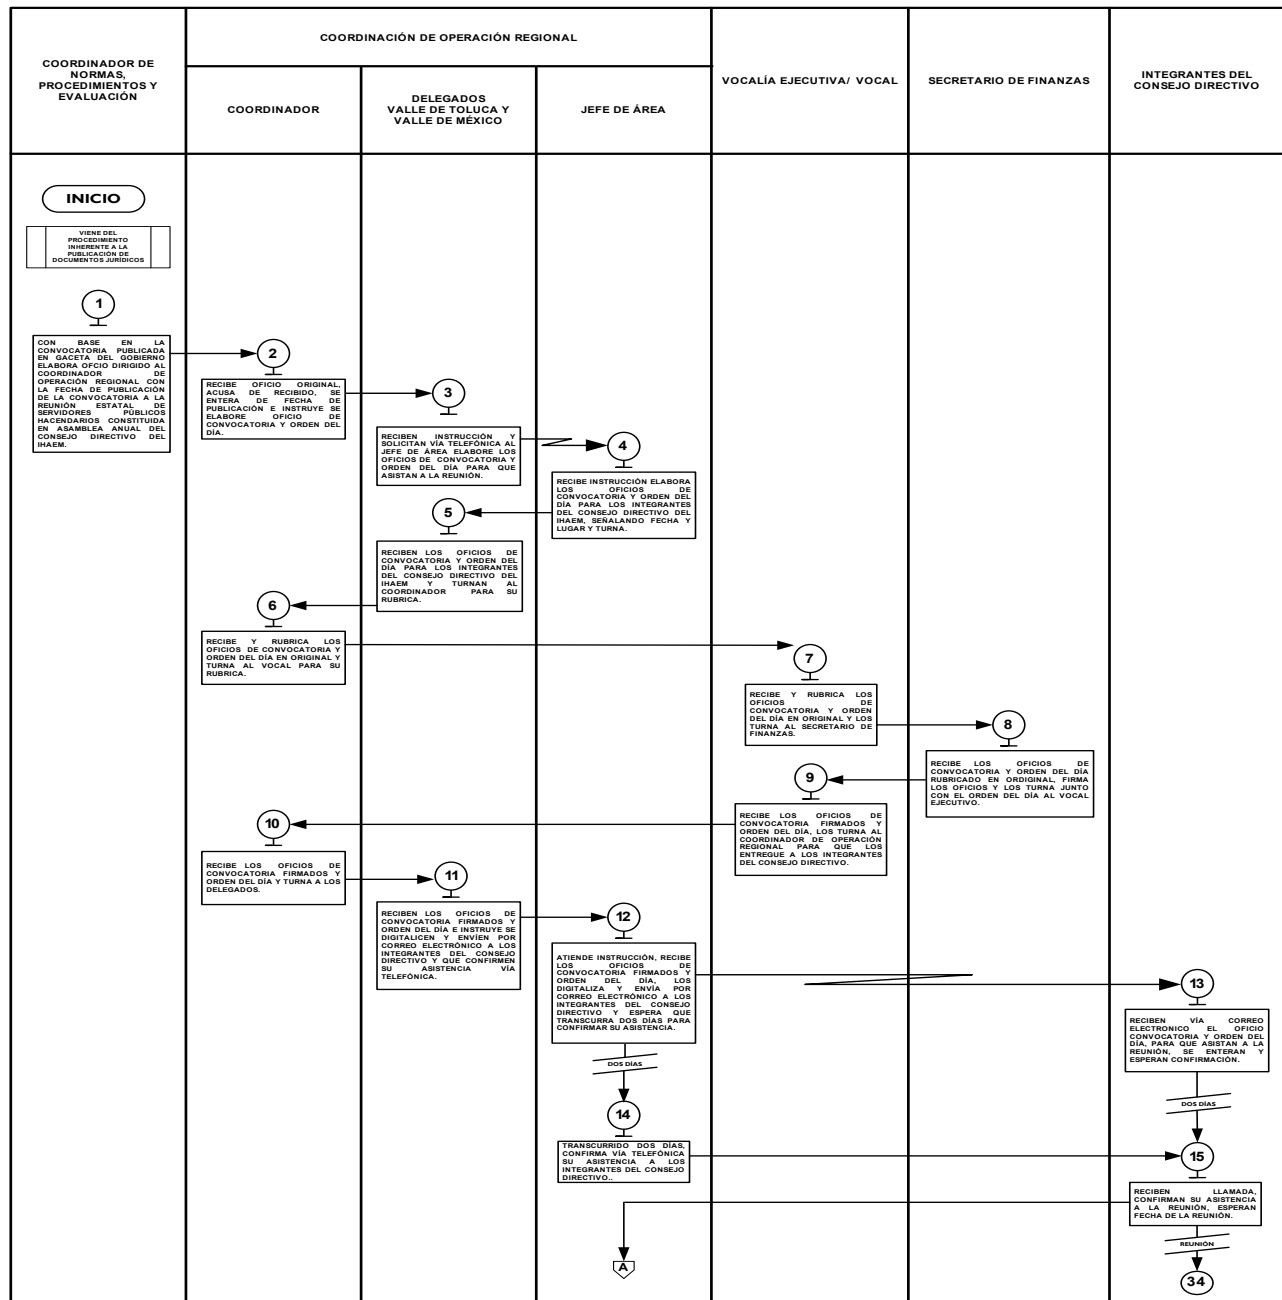 COORDINADOR DE
NORMAS,
PROCEDIMIENTOS Y
EVALUACIÓN
COORDINACIÓN DE OPERACIÓN REGIONAL
COORDINADOR
DELEGADOS
VALLE DE TOLUCA Y
VALLE DE MÉXICO
JEFE DE ÁREA
VOCALÍA EJECUTIVA/ VOCAL
SECRETARIO DE FINANZAS
INTEGRANTES DEL
CONSEJO DIRECTIVO
INICIO
VIENE DEL
PROCEDIMIENTO
INHERENTE A LA
PUBLICACIÓN DE
DOCUMENTOS JURÍDICOS
1
CON BASE EN LA
CONVOCATORIA PUBLICADA
EN GACETA DEL GOBIERNO
ELABORA OFCIO DIRIGIDO AL
COORDINADOR DE
OPERACIÓN REGIONAL CON
LA FECHA DE PUBLICACIÓN
DE LA CONVOCATORIA A LA
REUNIÓN ESTATAL DE
SERVIDORES PÚBLICOS
HACENDARIOS CONSTITUIDA
EN ASAMBLEA ANUAL DEL
CONSEJO DIRECTIVO DEL
IHAEM.
2
RECIBE OFICIO ORIGINAL,
ACUSA DE RECIBIDO, SE
ENTERA DE FECHA DE
PUBLICACIÓN E INSTRUYE SE
ELABORE OFICIO DE
CONVOCATORIA Y ORDEN DEL
DÍA.
3
RECIBEN INSTRUCCIÓN Y
SOLICITAN VÍA TELEFÓNICA AL
JEFE DE ÁREA ELABORE LOS
OFICIOS DE CONVOCATORIA Y
ORDEN DEL DÍA PARA QUE
ASISTAN A LA REUNIÓN.
4
RECIBE INSTRUCCIÓN ELABORA
LOS OFICIOS DE
CONVOCATORIA Y ORDEN DEL
DÍA PARA LOS INTEGRANTES
DEL CONSEJO DIRECTIVO DEL
IHAEM, SEÑALANDO FECHA Y
LUGAR Y TURNA.
5
RECIBEN LOS OFICIOS DE
CONVOCATORIA Y ORDEN DEL
DÍA PARA LOS INTEGRANTES
DEL CONSEJO DIRECTIVO DEL
IHAEM Y TURNAN AL
COORDINADOR PARA SU
RUBRICA.
6
RECIBE Y RUBRICA LOS
OFICIOS DE CONVOCATORIA Y
ORDEN DEL DÍA EN ORIGINAL Y
TURNA AL VOCAL PARA SU
RUBRICA.
7
RECIBE Y RUBRICA LOS
OFICIOS DE
CONVOCATORIA Y ORDEN
DEL DÍA EN ORIGINAL Y LOS
TURNA AL SECRETARIO DE
FINANZAS.
8
RECIBE LOS OFICIOS DE
CONVOCATORIA Y ORDEN DEL DÍA
RUBRICADO EN ORDIGINAL, FIRMA
LOS OFICIOS Y LOS TURNA JUNTO
CON EL ORDEN DEL DÍA AL VOCAL
EJECUTIVO.
9
RECIBE LOS OFICIOS DE
CONVOCATORIA FIRMADOS Y
ORDEN DEL DÍA, LOS TURNA AL
COORDINADOR DE OPERACIÓN
REGIONAL PARA QUE LOS
ENTREGUE A LOS INTEGRANTES
DEL CONSEJO DIRECTIVO.
10
RECIBE LOS OFICIOS DE
CONVOCATORIA FIRMADOS Y
ORDEN DEL DÍA Y TURNA A LOS
DELEGADOS.
11
RECIBEN LOS OFICIOS DE
CONVOCATORIA FIRMADOS Y
ORDEN DEL DÍA E INSTRUYE SE
DIGITALICEN Y ENVÍEN POR
CORREO ELECTRÓNICO A LOS
INTEGRANTES DEL CONSEJO
DIRECTIVO Y QUE CONFIRMEN
SU ASISTENCIA VÍA
TELEFÓNICA.
12
ATIENDE INSTRUCCIÓN, RECIBE
LOS OFICIOS DE
CONVOCATORIA FIRMADOS Y
ORDEN DEL DÍA, LOS
DIGITALIZA Y ENVÍA POR
CORREO ELECTRÓNICO A LOS
INTEGRANTES DEL CONSEJO
DIRECTIVO Y ESPERA QUE
TRANSCURRA DOS DÍAS PARA
CONFIRMAR SU ASISTENCIA.
13
RECIBEN VÍA CORREO
ELECTRONICO EL OFICIO
CONVOCATORIA Y ORDEN DEL
DÍA, PARA QUE ASISTAN A LA
REUNIÓN, SE ENTERAN Y
ESPERAN CONFIRMACIÓN.
DOS DÍAS
DOS DÍAS
14
TRANSCURRIDO DOS DÍAS,
CONFIRMA VÍA TELEFÓNICA
SU ASISTENCIA A LOS
INTEGRANTES DEL CONSEJO
DIRECTIVO..
15
RECIBEN LLAMADA,
CONFIRMAN SU ASISTENCIA
A LA REUNIÓN, ESPERAN
FECHA DE LA REUNIÓN.
REUNIÓN
A
34